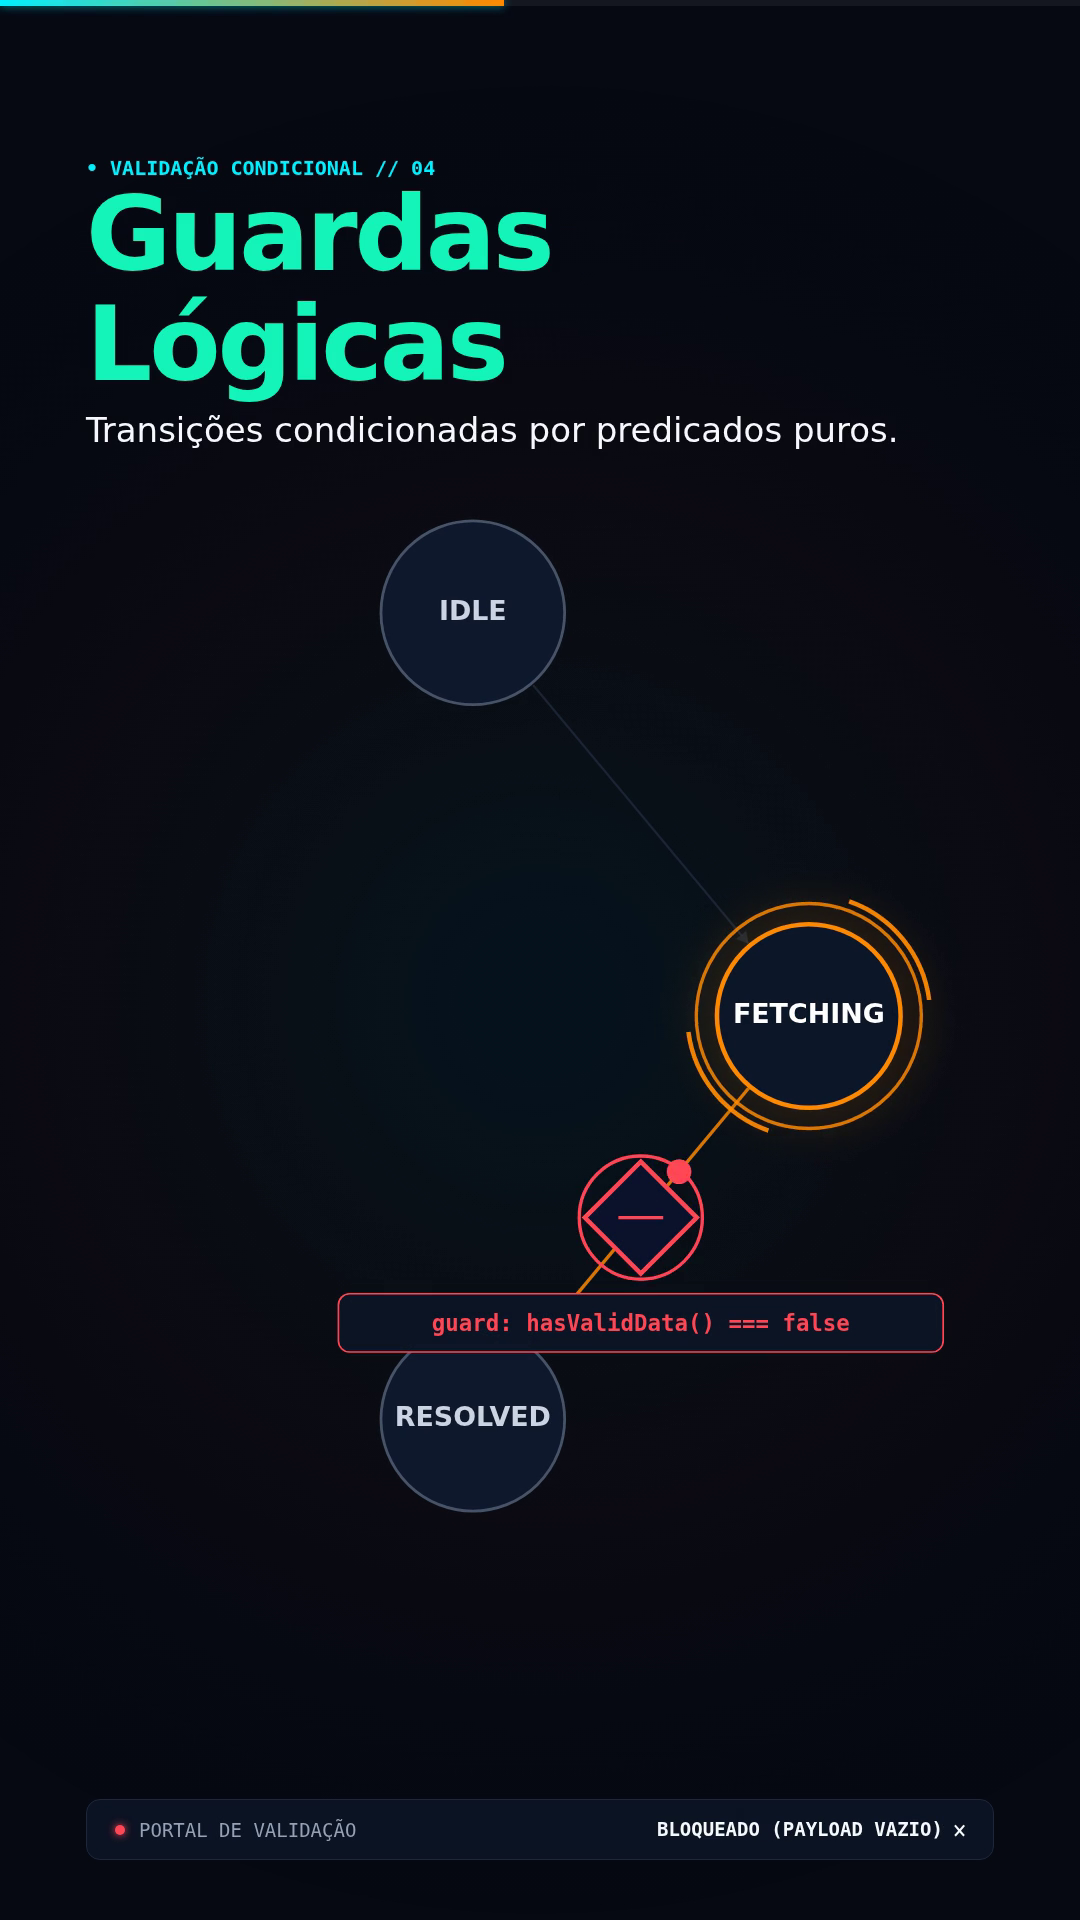 • VALIDAÇÃO CONDICIONAL // 04
Guardas
Lógicas
Transições condicionadas por predicados puros.
IDLE
FETCHING
guard: hasValidData() === false
RESOLVED
PORTAL DE VALIDAÇÃO
BLOQUEADO (PAYLOAD VAZIO) ×